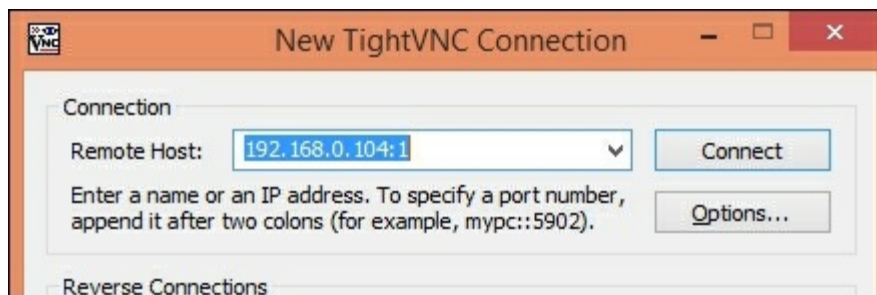 VNC
New TightVNC Connection
Connection
Remote Host: 192.168.0.104:1 Connect
Enter a name or an IP address. To specify a port number,
append it after two colons (for example, mypc::5902). Options...
Reverse Connections